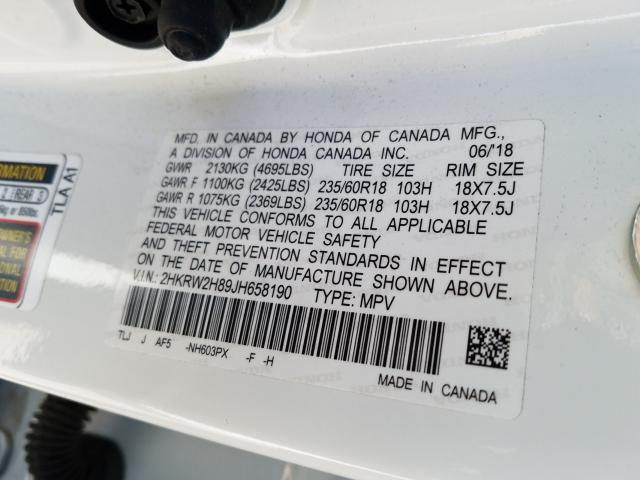 MFD. IN CANADA BY HONDA OF CANADA MFG.,
A DIVISION OF HONDA CANADA INC. 06/18
GVWR 2130KG (4695LBS) TIRE SIZE RIM SIZE
GAWR F 1100KG (2425LBS) 235/60R18 103H 18X7.5J
GAWR R 1075KG (2369LBS) 235/60R18 103H 18X7.5J
THIS VEHICLE CONFORMS TO ALL APPLICABLE
FEDERAL MOTOR VEHICLE SAFETY
AND THEFT PREVENTION STANDARDS IN EFFECT
ON THE DATE OF MANUFACTURE SHOWN ABOVE.
V.I.N.: 2HKRW2H89JH658190 TYPE: MPV
TLJ J AF5 -NH603PX -F -H
MADE IN CANADA
TLA A1
REAR